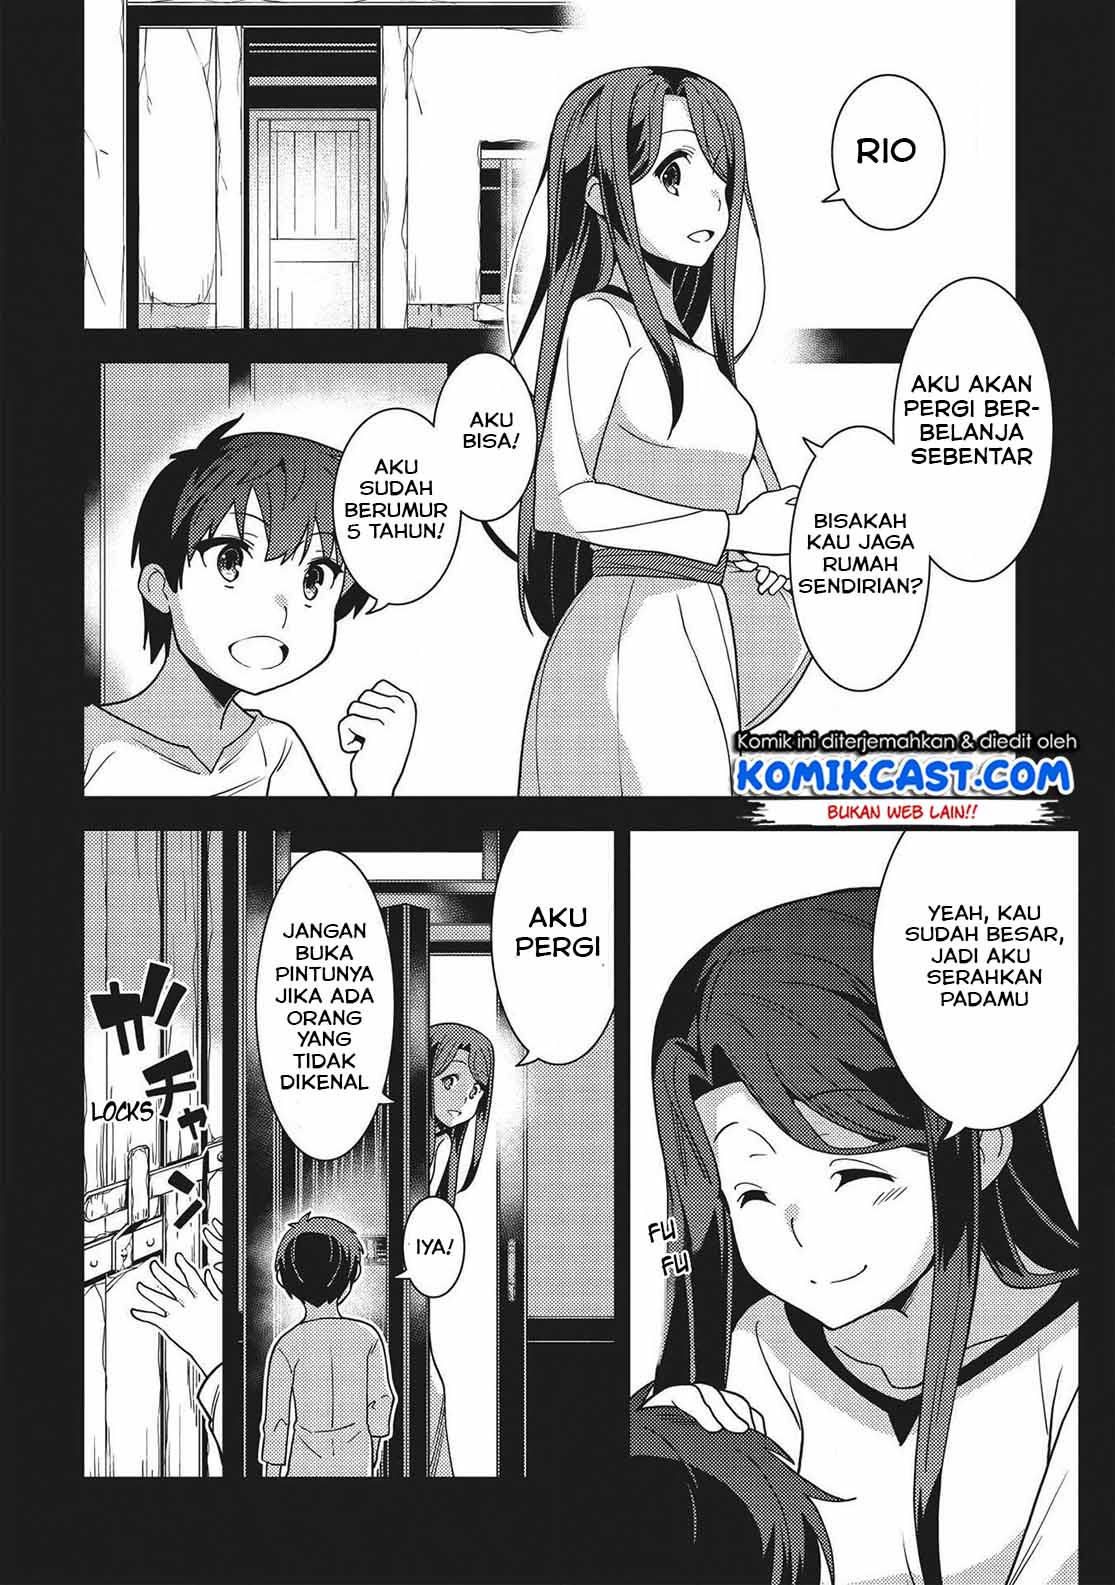 RIO
AKU AKAN
PERGI BER-
BELANJA
SEBENTAR
BISAKAH
KAU JAGA
RUMAH
SENDIRIAN?
AKU
BISA!
AKU
SUDAH
BERUMUR
5 TAHUN!
Komik ini diterjemahkan & diedit oleh
KOMIKCAST.COM
BUKAN WEB LAIN!!
YEAH, KAU
SUDAH BESAR,
JADI AKU
SERAHKAN
PADAMU
FU
FU
AKU
PERGI
JANGAN
BUKA
PINTUNYA
JIKA ADA
ORANG
YANG
TIDAK
DIKENAL
IYA!
ガチャン
LOCKS